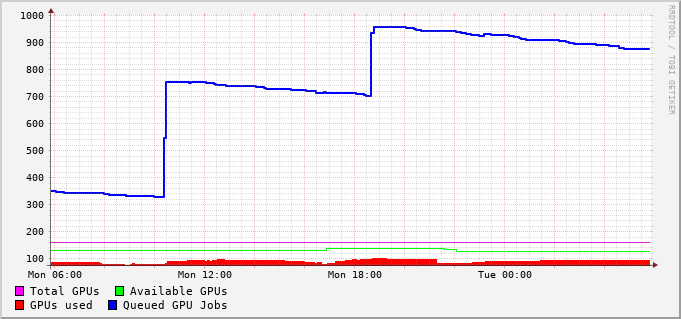 RRDTOOL / TOBI OETIKER
1000
900
800
700
600
500
400
300
200
100
Mon 06:00 Mon 12:00 Mon 18:00 Tue 00:00
Total GPUs Available GPUs
GPUs used Queued GPU Jobs